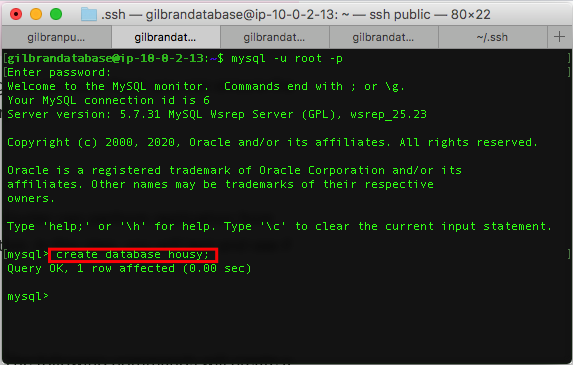 .ssh — gilbrandatabase@ip-10-0-2-13: ~ — ssh public — 80×22
gilbranpu... gilbrandat... gilbrandat... gilbrandat... ~/.ssh +
[gilbrandatabase@ip-10-0-2-13:~$ mysql -u root -p ]
[Enter password: ]
Welcome to the MySQL monitor.  Commands end with ; or \g.
Your MySQL connection id is 6
Server version: 5.7.31 MySQL Wsrep Server (GPL), wsrep_25.23
Copyright (c) 2000, 2020, Oracle and/or its affiliates. All rights reserved.
Oracle is a registered trademark of Oracle Corporation and/or its
affiliates. Other names may be trademarks of their respective
owners.
Type 'help;' or '\h' for help. Type '\c' to clear the current input statement.
[mysql> create database housy; ]
Query OK, 1 row affected (0.00 sec)
mysql>